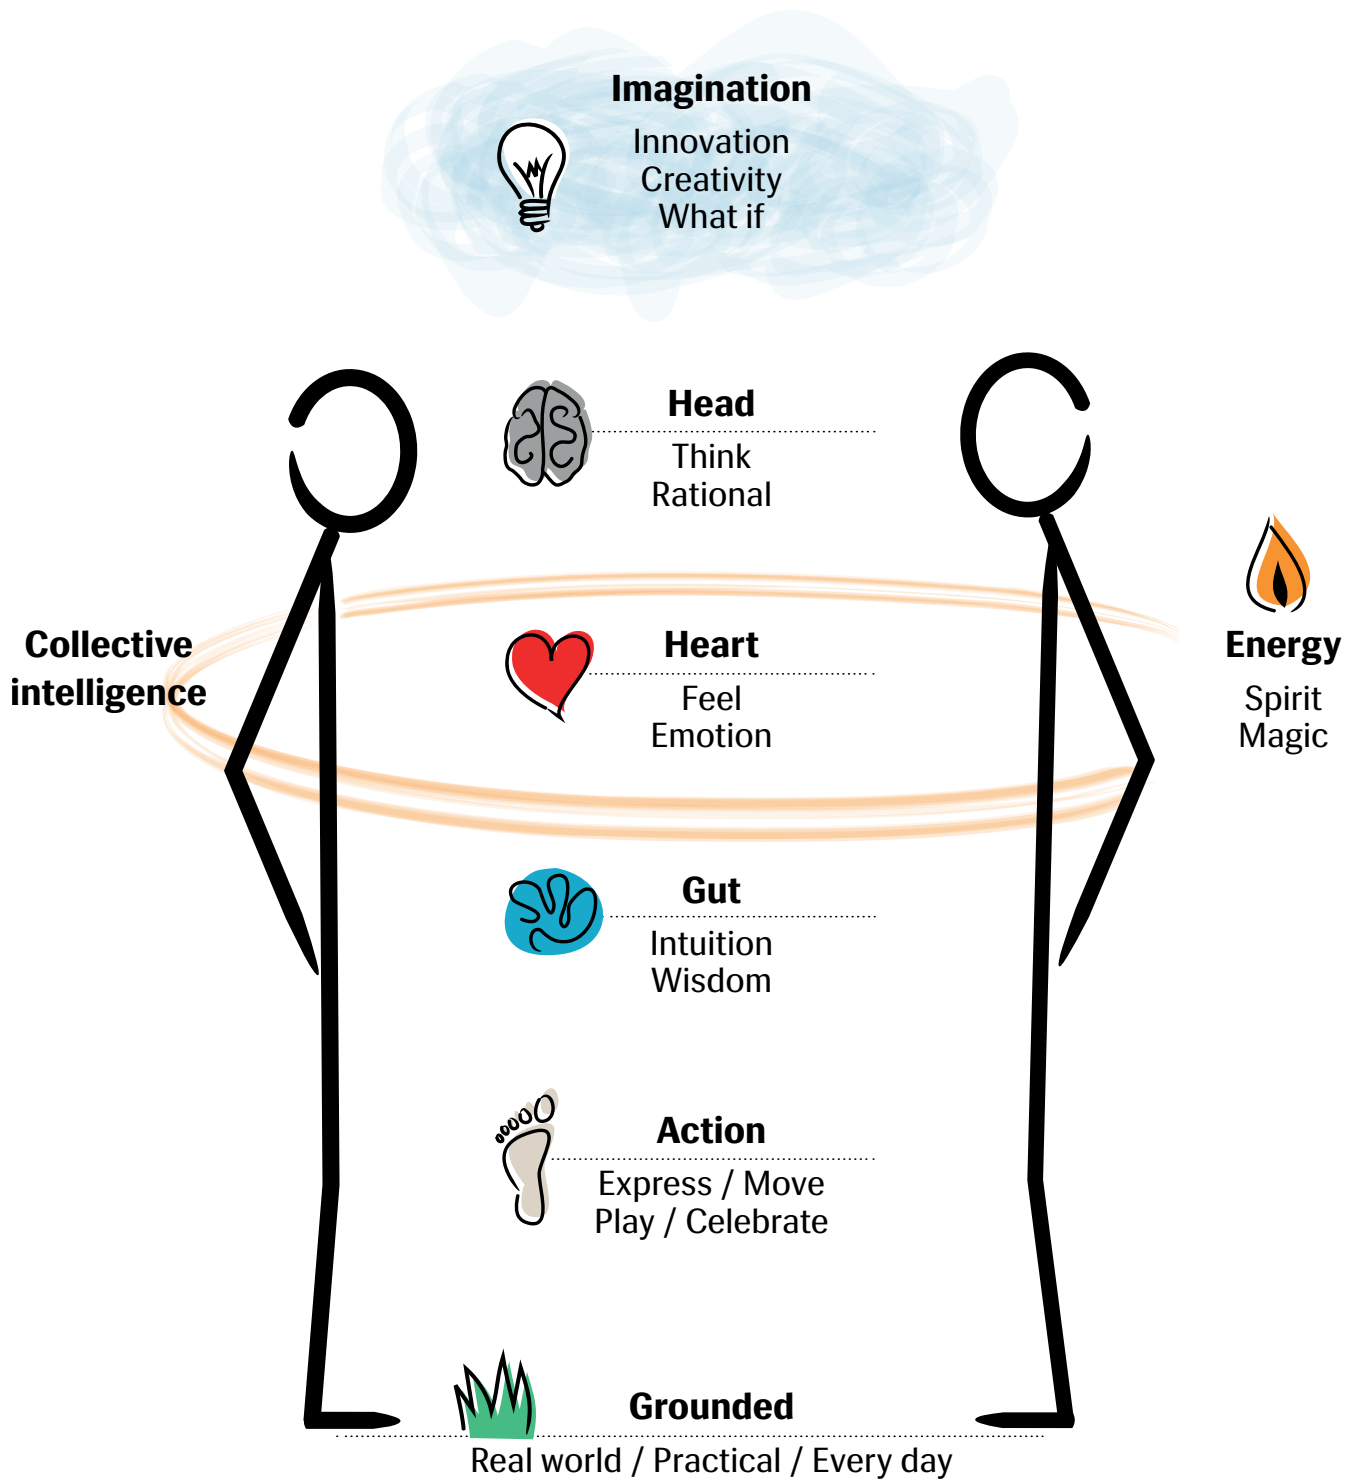 Imagination
Innovation
Creativity
What if
Head
Think
Rational
Collective
intelligence
Heart
Feel
Emotion
Energy
Spirit
Magic
Gut
Intuition
Wisdom
Action
Express / Move
Play / Celebrate
Grounded
Real world / Practical / Every day